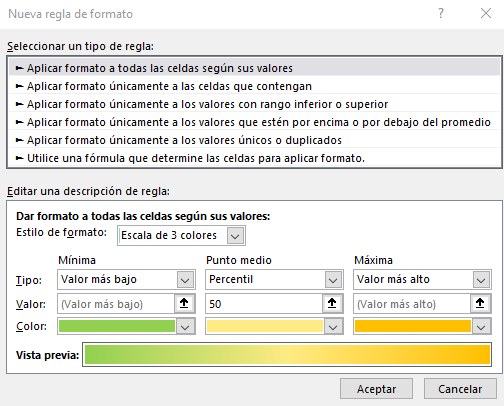 Nueva regla de formato ? ×
Seleccionar un tipo de regla:
► Aplicar formato a todas las celdas según sus valores
► Aplicar formato únicamente a las celdas que contengan
► Aplicar formato únicamente a los valores con rango inferior o superior
► Aplicar formato únicamente a los valores que estén por encima o por debajo del promedio
► Aplicar formato únicamente a los valores únicos o duplicados
► Utilice una fórmula que determine las celdas para aplicar formato.
Editar una descripción de regla:
Dar formato a todas las celdas según sus valores:
Estilo de formato: Escala de 3 colores
Mínima Punto medio Máxima
Tipo: Valor más bajo Percentil Valor más alto
Valor: (Valor más bajo) 50 (Valor más alto)
Color:
Vista previa:
Aceptar Cancelar